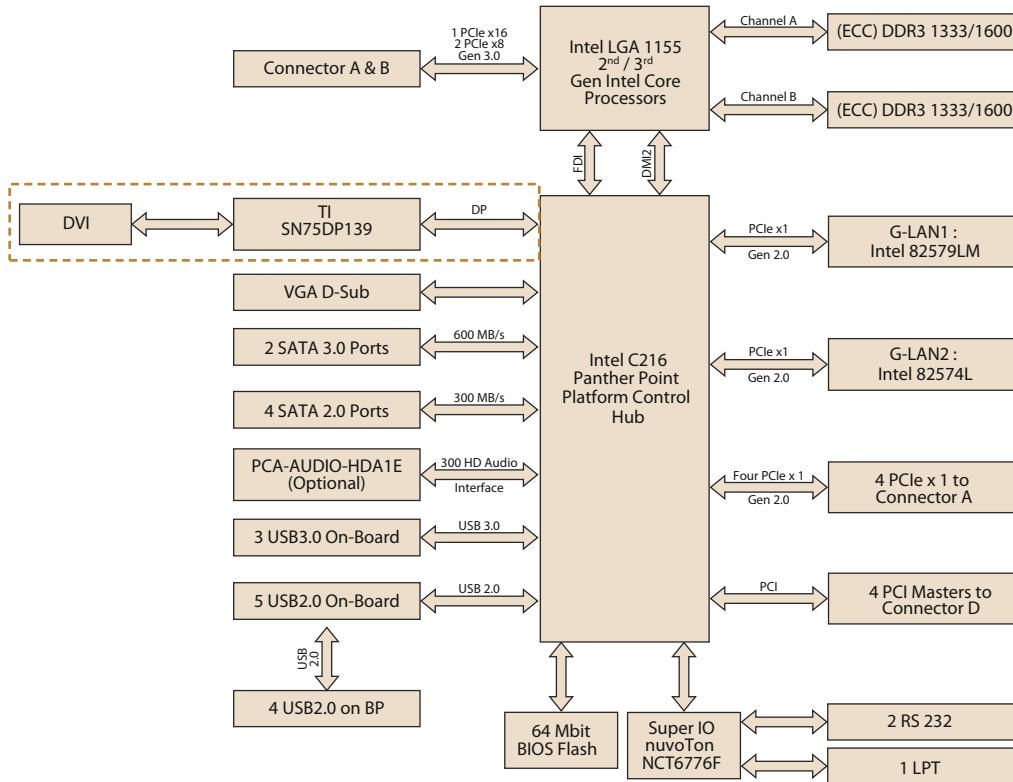 1 PCIe x16
2 PCIe x8
Gen 3.0
Connector A & B
Intel LGA 1155
2nd / 3rd
Gen Intel Core
Processors
Channel A
(ECC) DDR3 1333/1600
Channel B
(ECC) DDR3 1333/1600
FDI
DMI2
DVI
TI
SN75DP139
DP
VGA D-Sub
2 SATA 3.0 Ports
600 MB/s
4 SATA 2.0 Ports
300 MB/s
PCA-AUDIO-HDA1E
(Optional)
300 HD Audio
Interface
3 USB3.0 On-Board
USB 3.0
5 USB2.0 On-Board
USB 2.0
USB
2.0
4 USB2.0 on BP
Intel C216
Panther Point
Platform Control
Hub
PCIe x1
Gen 2.0
G-LAN1 :
Intel 82579LM
PCIe x1
Gen 2.0
G-LAN2 :
Intel 82574L
Four PCIe x 1
Gen 2.0
4 PCIe x 1 to
Connector A
PCI
4 PCI Masters to
Connector D
64 Mbit
BIOS Flash
Super IO
nuvoTon
NCT6776F
2 RS 232
1 LPT